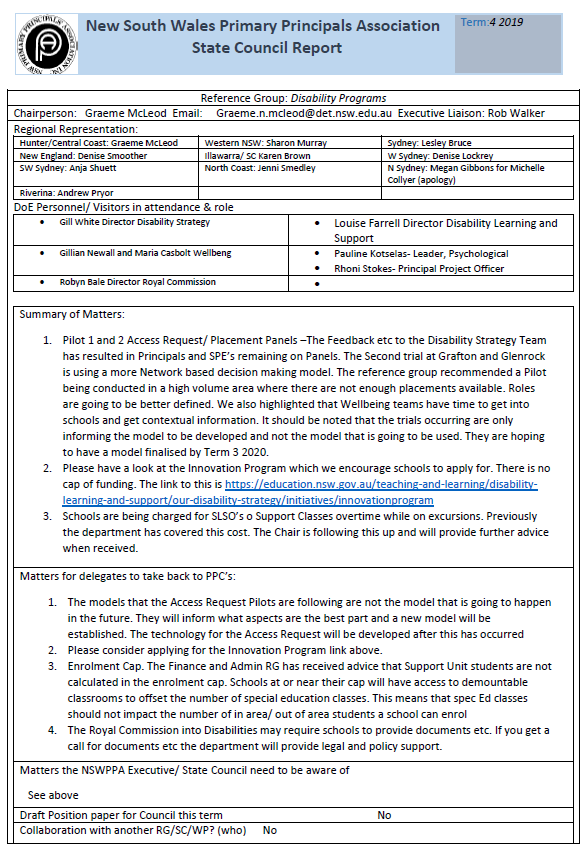 NSW PRIMARY PRINCIPALS' ASSOCIATION INC.
New South Wales Primary Principals Association
State Council Report
Term:4 2019
Reference Group: Disability Programs
Chairperson: Graeme McLeod Email: Graeme.n.mcleod@det.nsw.edu.au Executive Liaison: Rob Walker
Regional Representation:
Hunter/Central Coast: Graeme McLeod
Western NSW: Sharon Murray
Sydney: Lesley Bruce
New England: Denise Smoother
Illawarra/ SC Karen Brown
W Sydney: Denise Lockrey
SW Sydney: Anja Shuett
North Coast: Jenni Smedley
N Sydney: Megan Gibbons for Michelle
Collyer (apology)
Riverina: Andrew Pryor
DoE Personnel/ Visitors in attendance & role
• Gill White Director Disability Strategy
• Louise Farrell Director Disability Learning and
Support
• Gillian Newall and Maria Casbolt Wellbeng
• Pauline Kotselas- Leader, Psychological
• Rhoni Stokes- Principal Project Officer
• Robyn Bale Director Royal Commission
•
Summary of Matters:
1. Pilot 1 and 2 Access Request/ Placement Panels –The Feedback etc to the Disability Strategy Team
has resulted in Principals and SPE's remaining on Panels. The Second trial at Grafton and Glenrock
is using a more Network based decision making model. The reference group recommended a Pilot
being conducted in a high volume area where there are not enough placements available. Roles
are going to be better defined. We also highlighted that Wellbeing teams have time to get into
schools and get contextual information. It should be noted that the trials occurring are only
informing the model to be developed and not the model that is going to be used. They are hoping
to have a model finalised by Term 3 2020.
2. Please have a look at the Innovation Program which we encourage schools to apply for. There is no
cap of funding. The link to this is https://education.nsw.gov.au/teaching-and-learning/disability-
learning-and-support/our-disability-strategy/initiatives/innovationprogram
3. Schools are being charged for SLSO's o Support Classes overtime while on excursions. Previously
the department has covered this cost. The Chair is following this up and will provide further advice
when received.
Matters for delegates to take back to PPC's:
1. The models that the Access Request Pilots are following are not the model that is going to happen
in the future. They will inform what aspects are the best part and a new model will be
established. The technology for the Access Request will be developed after this has occurred
2. Please consider applying for the Innovation Program link above.
3. Enrolment Cap. The Finance and Admin RG has received advice that Support Unit students are not
calculated in the enrolment cap. Schools at or near their cap will have access to demountable
classrooms to offset the number of special education classes. This means that spec Ed classes
should not impact the number of in area/ out of area students a school can enrol
4. The Royal Commission into Disabilities may require schools to provide documents etc. If you get a
call for documents etc the department will provide legal and policy support.
Matters the NSWPPA Executive/ State Council need to be aware of
See above
Draft Position paper for Council this term No
Collaboration with another RG/SC/WP? (who) No